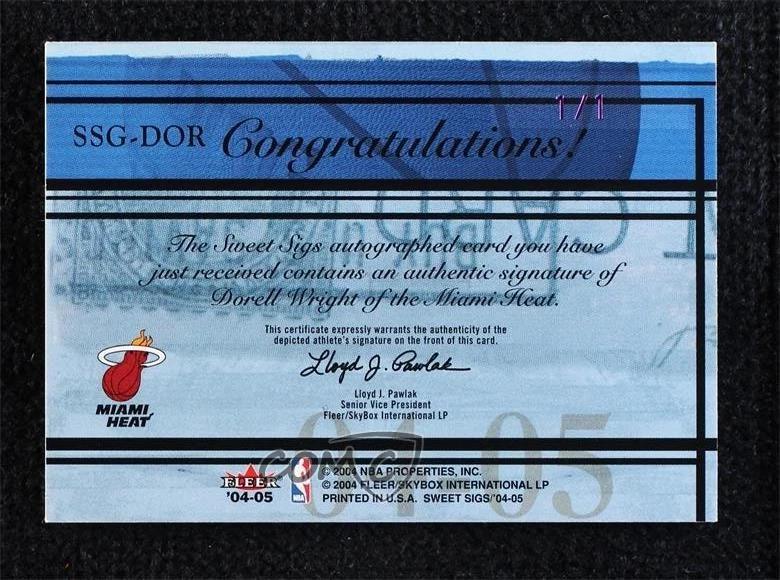 1/1
SSG-DOR Congratulations!
The Sweet Sigs autographed card you have
just received contains an authentic signature of
Dorell Wright of the Miami Heat.
This certificate expressly warrants the authenticity of the
depicted athlete's signature on the front of this card.
Lloyd J. Pawlak
Lloyd J. Pawlak
Senior Vice President
Fleer/SkyBox International LP
MIAMI
HEAT
04 05
COMC
FLEER
'04-05
NBA
© 2004 NBA PROPERTIES, INC.
© 2004 FLEER/SKYBOX INTERNATIONAL LP
PRINTED IN U.S.A. SWEET SIGS/'04-05